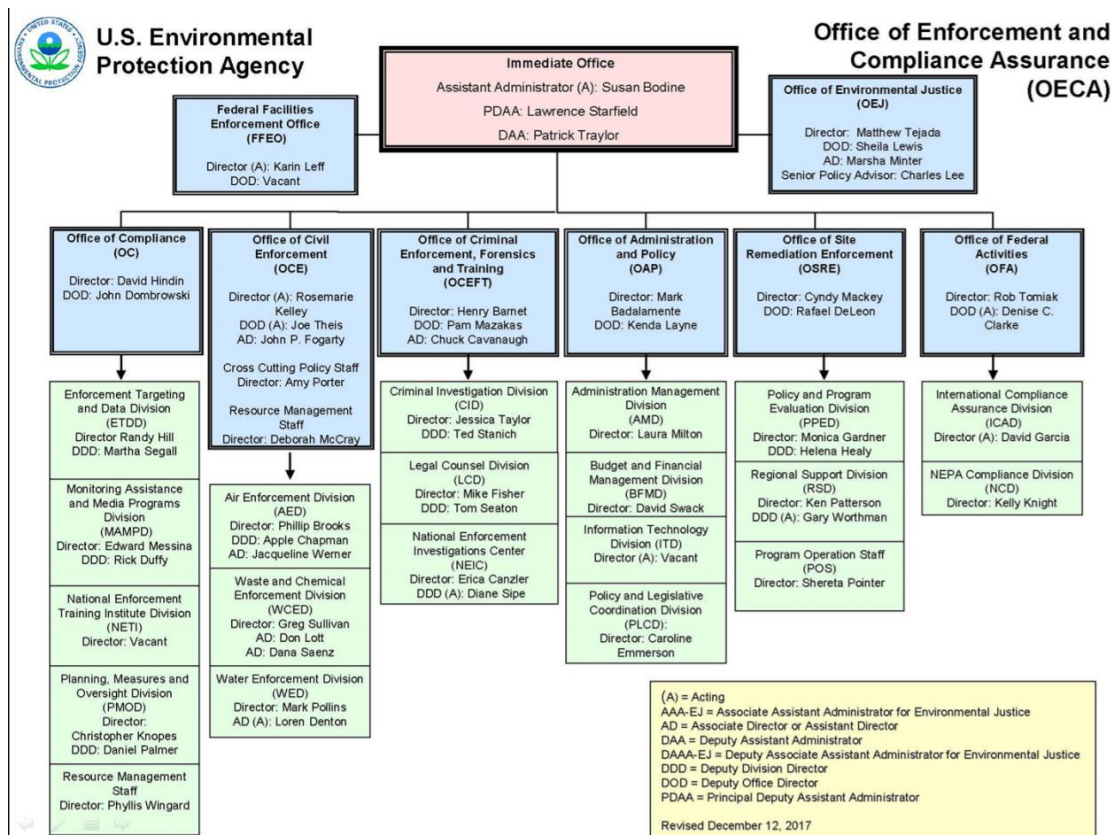 U.S. Environmental
Protection Agency
Office of Enforcement and
Compliance Assurance
(OECA)
Immediate Office
Assistant Administrator (A): Susan Bodine
PDAA: Lawrence Starfield
DAA: Patrick Traylor
Federal Facilities
Enforcement Office
(FFEO)
Director (A): Karin Leff
DOD: Vacant
Office of Environmental Justice
(OEJ)
Director: Matthew Tejada
DOD: Sheila Lewis
AD: Marsha Minter
Senior Policy Advisor: Charles Lee
Office of Compliance
(OC)
Director: David Hindin
DOD: John Dombrowski
Enforcement Targeting
and Data Division
(ETDD)
Director Randy Hill
DDD: Martha Segall
Monitoring Assistance
and Media Programs
Division
(MAMPD)
Director: Edward Messina
DDD: Rick Duffy
National Enforcement
Training Institute Division
(NETI)
Director: Vacant
Planning, Measures and
Oversight Division
(PMOD)
Director:
Christopher Knopes
DDD: Daniel Palmer
Resource Management
Staff
Director: Phyllis Wingard
Office of Civil
Enforcement
(OCE)
Director (A): Rosemarie
Kelley
DOD (A): Joe Theis
AD: John P. Fogarty
Cross Cutting Policy Staff
Director: Amy Porter
Resource Management
Staff
Director: Deborah McCray
Air Enforcement Division
(AED)
Director: Phillip Brooks
DDD: Apple Chapman
AD: Jacqueline Werner
Waste and Chemical
Enforcement Division
(WCED)
Director: Greg Sullivan
AD: Don Lott
AD: Dana Saenz
Water Enforcement Division
(WED)
Director: Mark Pollins
AD (A): Loren Denton
Office of Criminal
Enforcement, Forensics
and Training
(OCEFT)
Director: Henry Barnet
DOD: Pam Mazakas
AD: Chuck Cavanaugh
Criminal Investigation Division
(CID)
Director: Jessica Taylor
DDD: Ted Stanich
Legal Counsel Division
(LCD)
Director: Mike Fisher
DDD: Tom Seaton
National Enforcement
Investigations Center
(NEIC)
Director: Erica Canzler
DDD (A): Diane Sipe
Office of Administration
and Policy
(OAP)
Director: Mark
Badalamente
DOD: Kenda Layne
Administration Management
Division
(AMD)
Director: Laura Milton
Budget and Financial
Management Division
(BFMD)
Director: David Swack
Information Technology
Division (ITD)
Director (A): Vacant
Policy and Legislative
Coordination Division
(PLCD):
Director: Caroline
Emmerson
Office of Site
Remediation Enforcement
(OSRE)
Director: Cyndy Mackey
DOD: Rafael DeLeon
Policy and Program
Evaluation Division
(PPED)
Director: Monica Gardner
DDD: Helena Healy
Regional Support Division
(RSD)
Director: Ken Patterson
DDD (A): Gary Worthman
Program Operation Staff
(POS)
Director: Shereta Pointer
Office of Federal
Activities
(OFA)
Director: Rob Tomiak
DOD (A): Denise C.
Clarke
International Compliance
Assurance Division
(ICAD)
Director (A): David Garcia
NEPA Compliance Division
(NCD)
Director: Kelly Knight
(A) = Acting
AAA-EJ = Associate Assistant Administrator for Environmental Justice
AD = Associate Director or Assistant Director
DAA = Deputy Assistant Administrator
DAAA-EJ = Deputy Associate Assistant Administrator for Environmental Justice
DDD = Deputy Division Director
DOD = Deputy Office Director
PDAA = Principal Deputy Assistant Administrator
Revised December 12, 2017